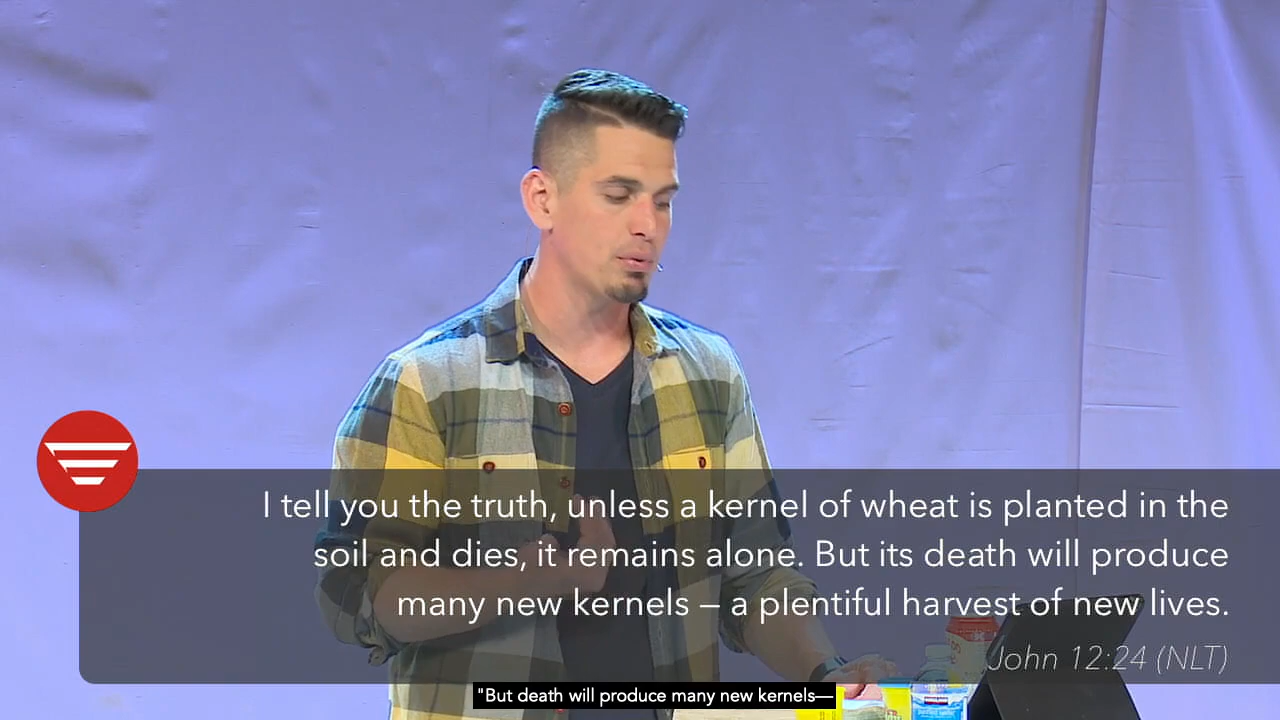 I tell you the truth, unless a kernel of wheat is planted in the
soil and dies, it remains alone. But its death will produce
many new kernels – a plentiful harvest of new lives.
John 12:24 (NLT)
"But death will produce many new kernels—